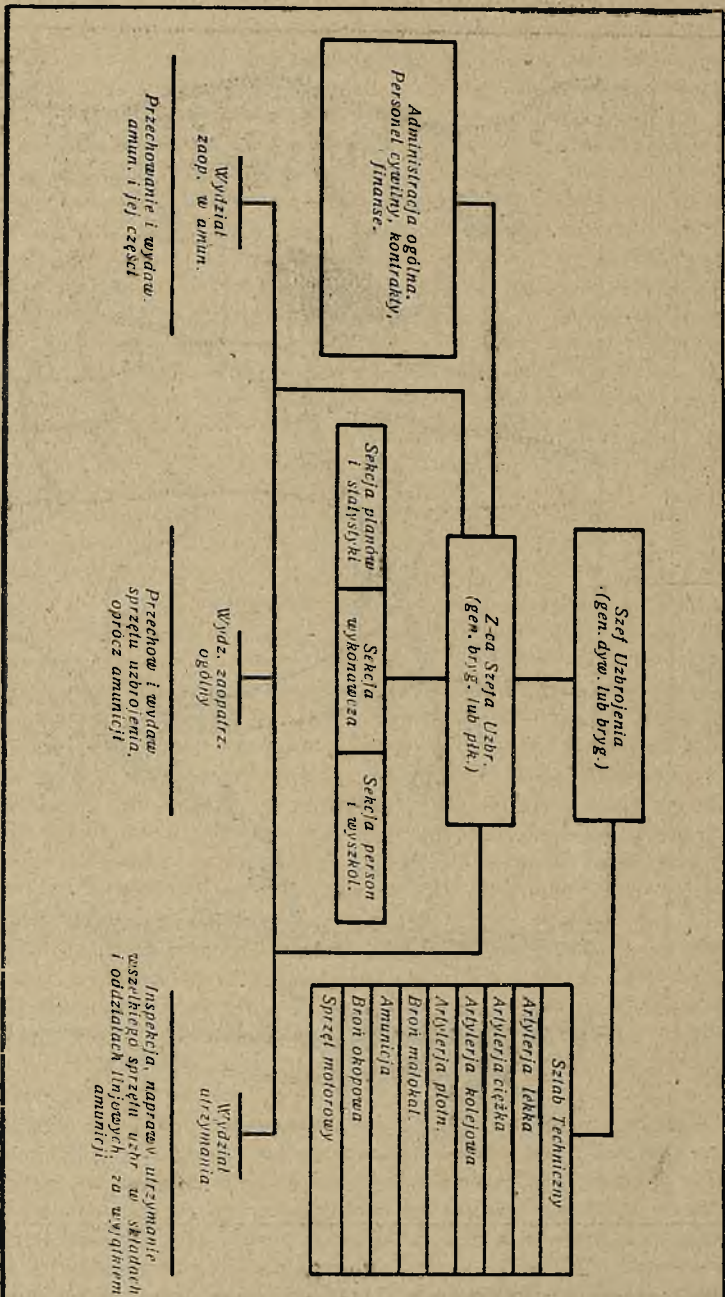 Szef Uzbrojenia
(gen. dyw. lub bryg.)
Z-ca Szefa Uzbr.
(gen. bryg. lub płk.)
Administracja ogólna.
Personel cywilny, kontrakty,
finanse.
Sztab Techniczny
Artylerja lekka
Artylerja ciężka
Artylerja kolejowa
Artylerja plotn.
Broń małokal.
Amunicja
Broń okopowa
Sprzęt motorowy
Sekcja planów
i statystyki
Sekcja
wykonawcza
Sekcja person
i wyszkol.
Wydział
zaop. w amun.
Przechowanie i wydaw.
amun. i jej części
Wydz. zaopatrz.
ogólny
Przechow i wydaw
sprzętu uzbrojenia,
oprócz amunicji
Wydział
utrzymania
Inspekcja, naprawy utrzymanie
wszelkiego sprzętu uzbr w składach
i oddziałach linjowych za wyjątkiem
amunicji